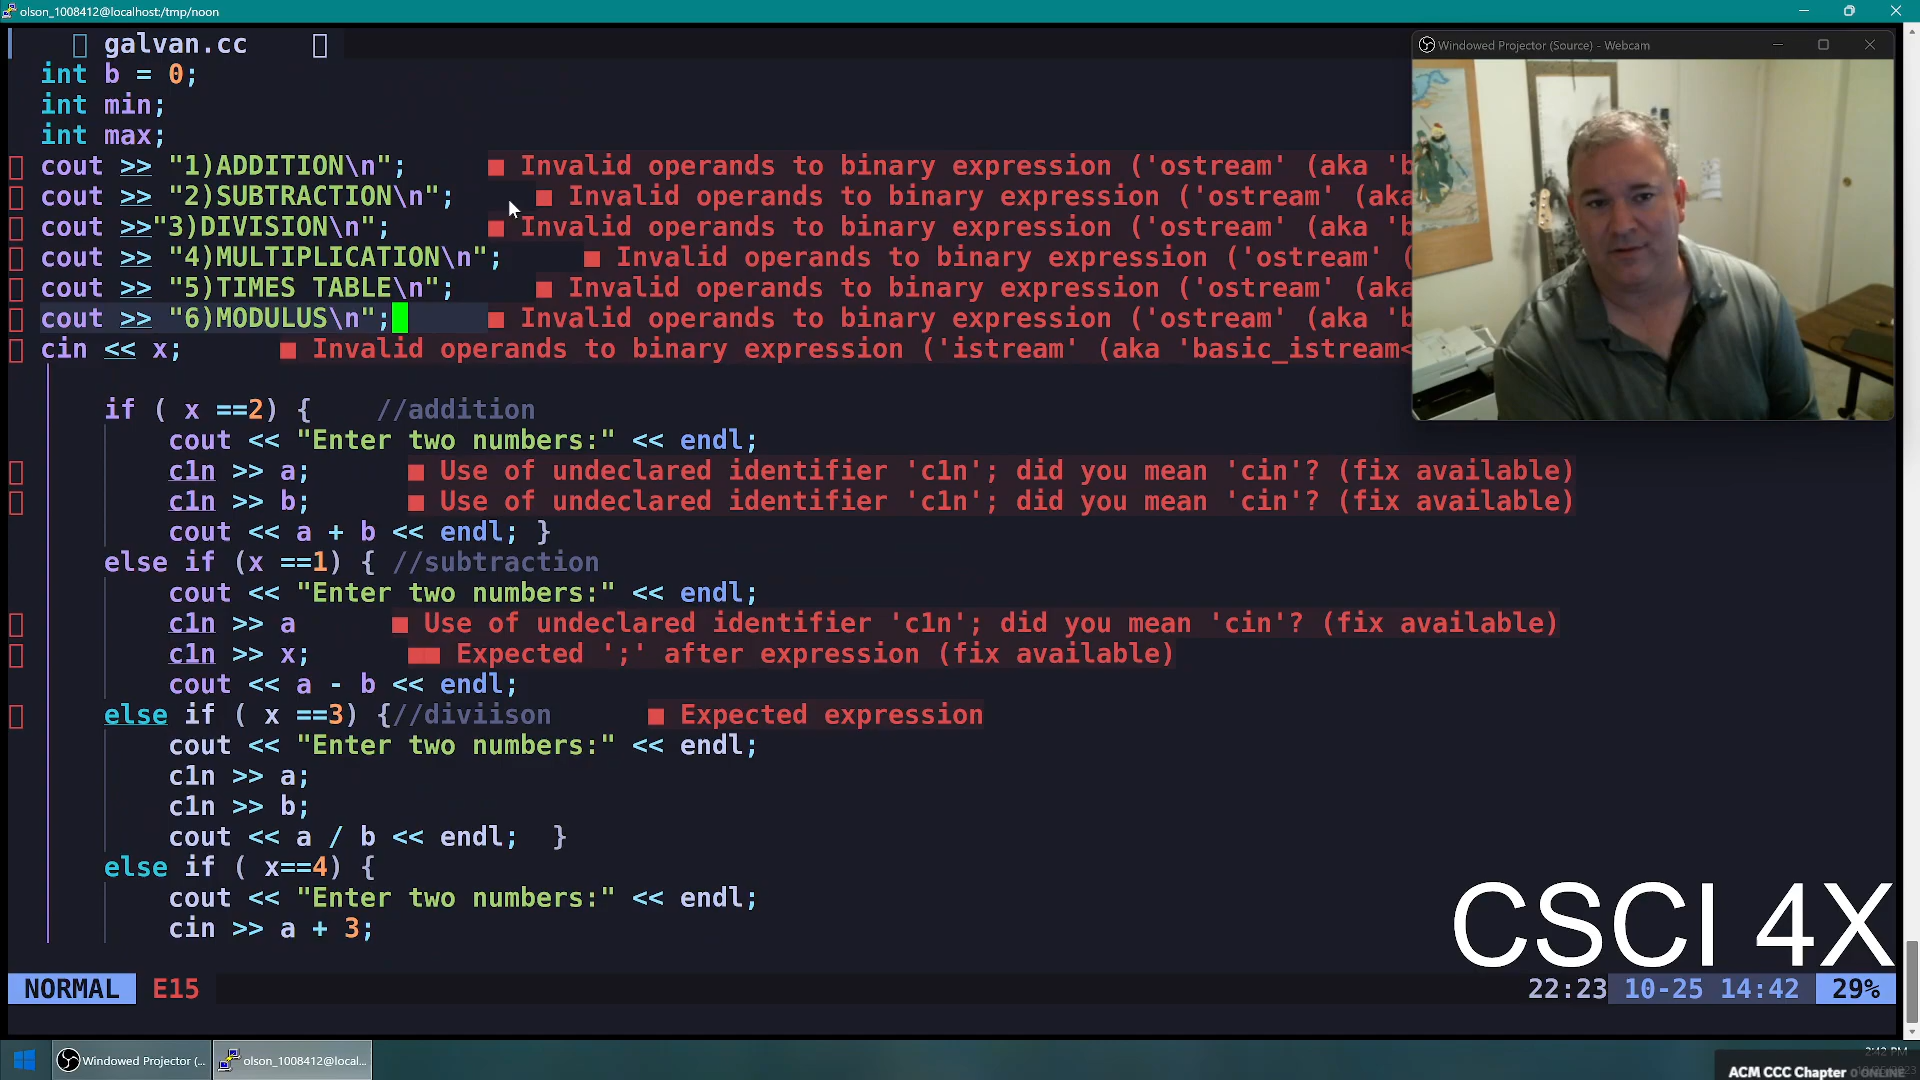 olson_1008412@localhost:/tmp/noon
galvan.cc
Windowed Projector (Source) - Webcam
int b = 0;
int min;
int max;
cout >> "1)ADDITION\n"; ■ Invalid operands to binary expression ('ostream' (aka 'b
cout >> "2)SUBTRACTION\n"; ■ Invalid operands to binary expression ('ostream' (aka
cout >>"3)DIVISION\n"; ■ Invalid operands to binary expression ('ostream' (aka 'b
cout >> "4)MULTIPLICATION\n"; ■ Invalid operands to binary expression ('ostream' (
cout >> "5)TIMES TABLE\n"; ■ Invalid operands to binary expression ('ostream' (aka
cout >> "6)MODULUS\n"; ■ Invalid operands to binary expression ('ostream' (aka 'b
cin << x; ■ Invalid operands to binary expression ('istream' (aka 'basic_istream<
if ( x ==2) { //addition
cout << "Enter two numbers:" << endl;
c1n >> a; ■ Use of undeclared identifier 'c1n'; did you mean 'cin'? (fix available)
c1n >> b; ■ Use of undeclared identifier 'c1n'; did you mean 'cin'? (fix available)
cout << a + b << endl; }
else if (x ==1) { //subtraction
cout << "Enter two numbers:" << endl;
c1n >> a ■ Use of undeclared identifier 'c1n'; did you mean 'cin'? (fix available)
c1n >> x; ■■ Expected ';' after expression (fix available)
cout << a - b << endl;
else if ( x ==3) {//diviison ■ Expected expression
cout << "Enter two numbers:" << endl;
c1n >> a;
c1n >> b;
cout << a / b << endl; }
else if ( x==4) {
cout << "Enter two numbers:" << endl;
cin >> a + 3;
CSCI 4X
NORMAL E15 22:23 10-25 14:42 29%
Windowed Projector (... olson_1008412@local... 2:42 PM
ACM CCC Chapter 0 ONLINE